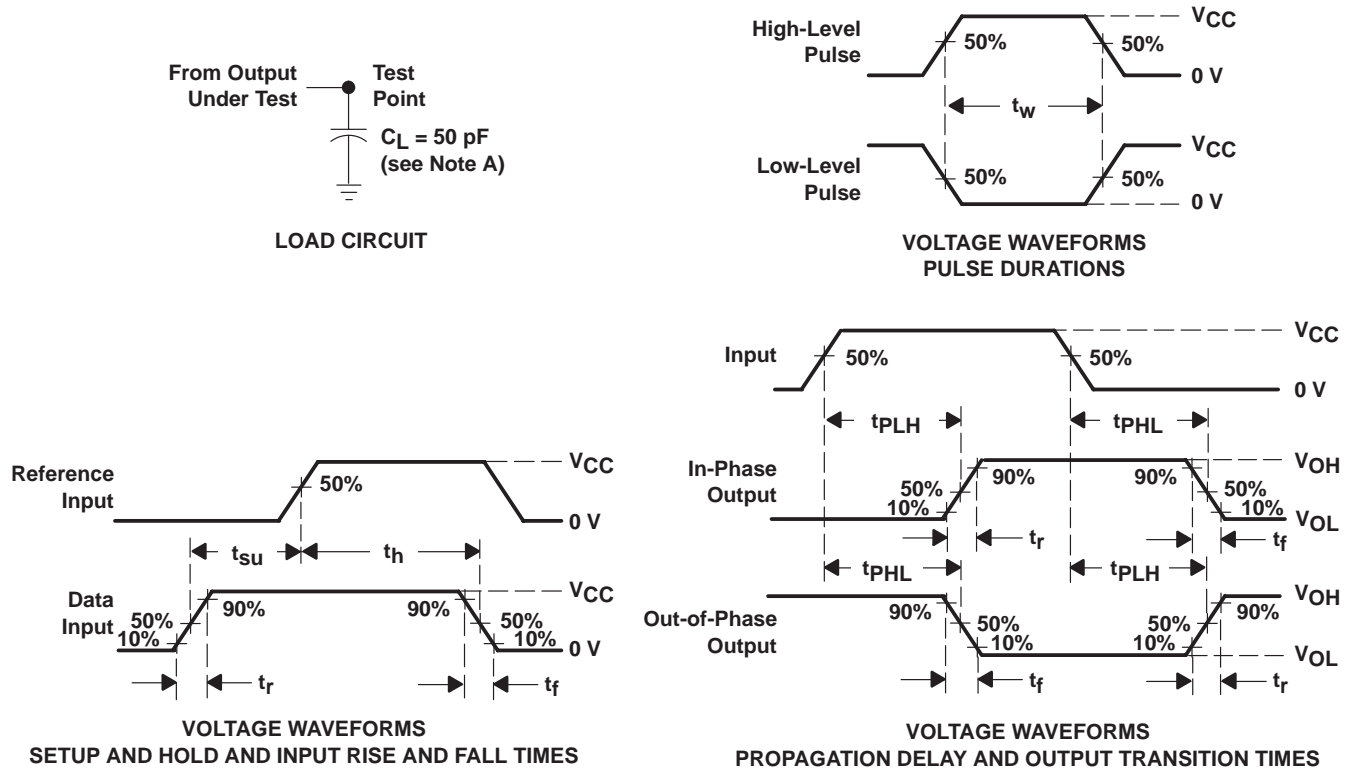 From Output
Under Test
Test
Point
CL = 50 pF
(see Note A)
LOAD CIRCUIT
High-Level
Pulse
50%
50%
VCC
0 V
tw
Low-Level
Pulse
50%
50%
VCC
0 V
VOLTAGE WAVEFORMS
PULSE DURATIONS
Reference
Input
50%
VCC
0 V
tsu
th
Data
Input
50%
10%
90%
90%
50%
10%
VCC
0 V
tr
tf
VOLTAGE WAVEFORMS
SETUP AND HOLD AND INPUT RISE AND FALL TIMES
Input
50%
50%
VCC
0 V
tPLH
tPHL
In-Phase
Output
50%
10%
90%
90%
50%
10%
VOH
VOL
tr
tf
tPHL
tPLH
Out-of-Phase
Output
90%
50%
10%
50%
10%
90%
VOH
VOL
tf
tr
VOLTAGE WAVEFORMS
PROPAGATION DELAY AND OUTPUT TRANSITION TIMES